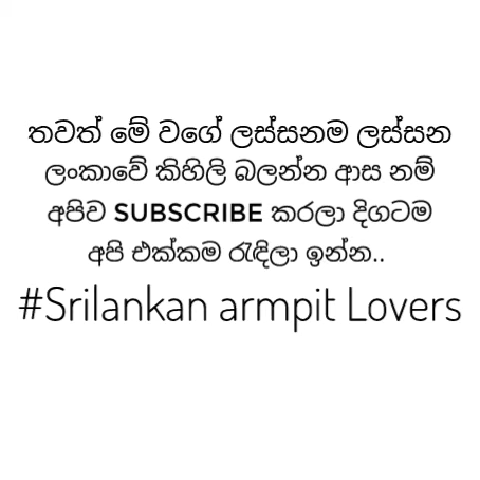 තවත් මේ වගේ ලස්සනම ලස්සන
ලංකාවේ කිහිලි බලන්න ආස නම්
අපිව SUBSCRIBE කරලා දිගටම
අපි එක්කම රැඳිලා ඉන්න..
#Srilankan armpit Lovers